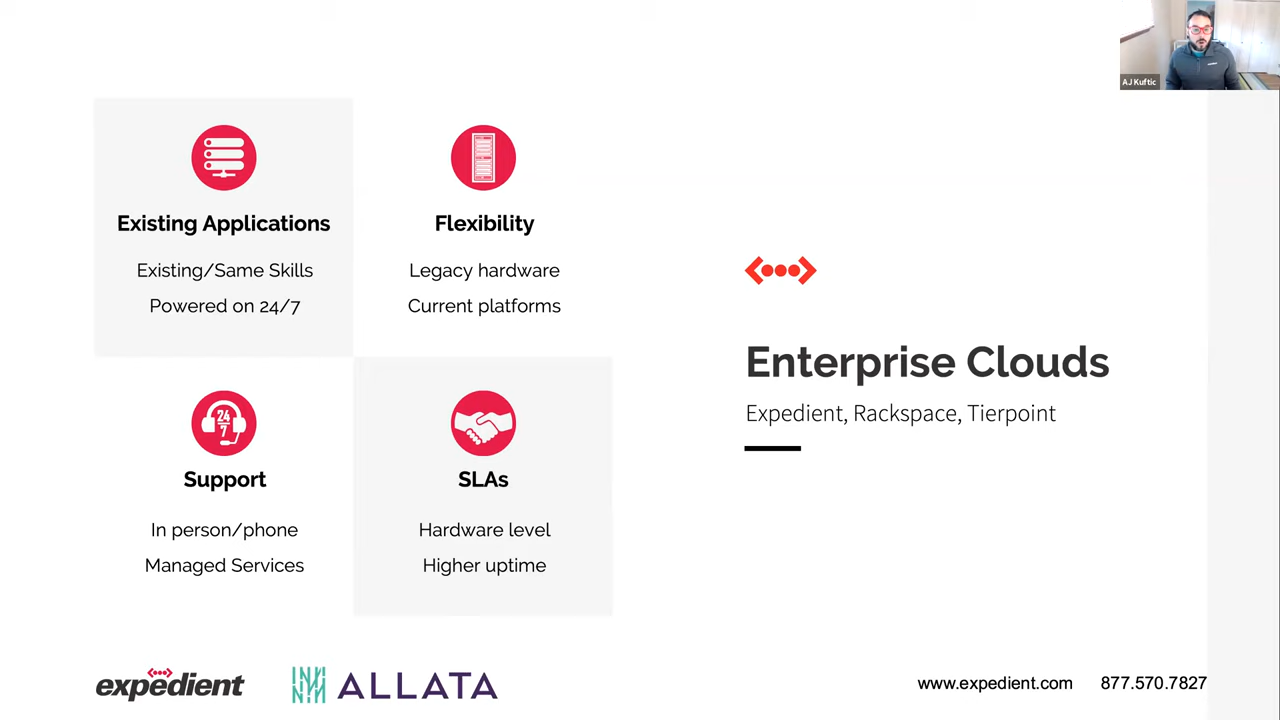 AJ Kuftic
Existing Applications
Existing/Same Skills
Powered on 24/7
Flexibility
Legacy hardware
Current platforms
24
7
Support
In person/phone
Managed Services
SLAs
Hardware level
Higher uptime
Enterprise Clouds
Expedient, Rackspace, Tierpoint
expedient
ALLATA
www.expedient.com 877.570.7827